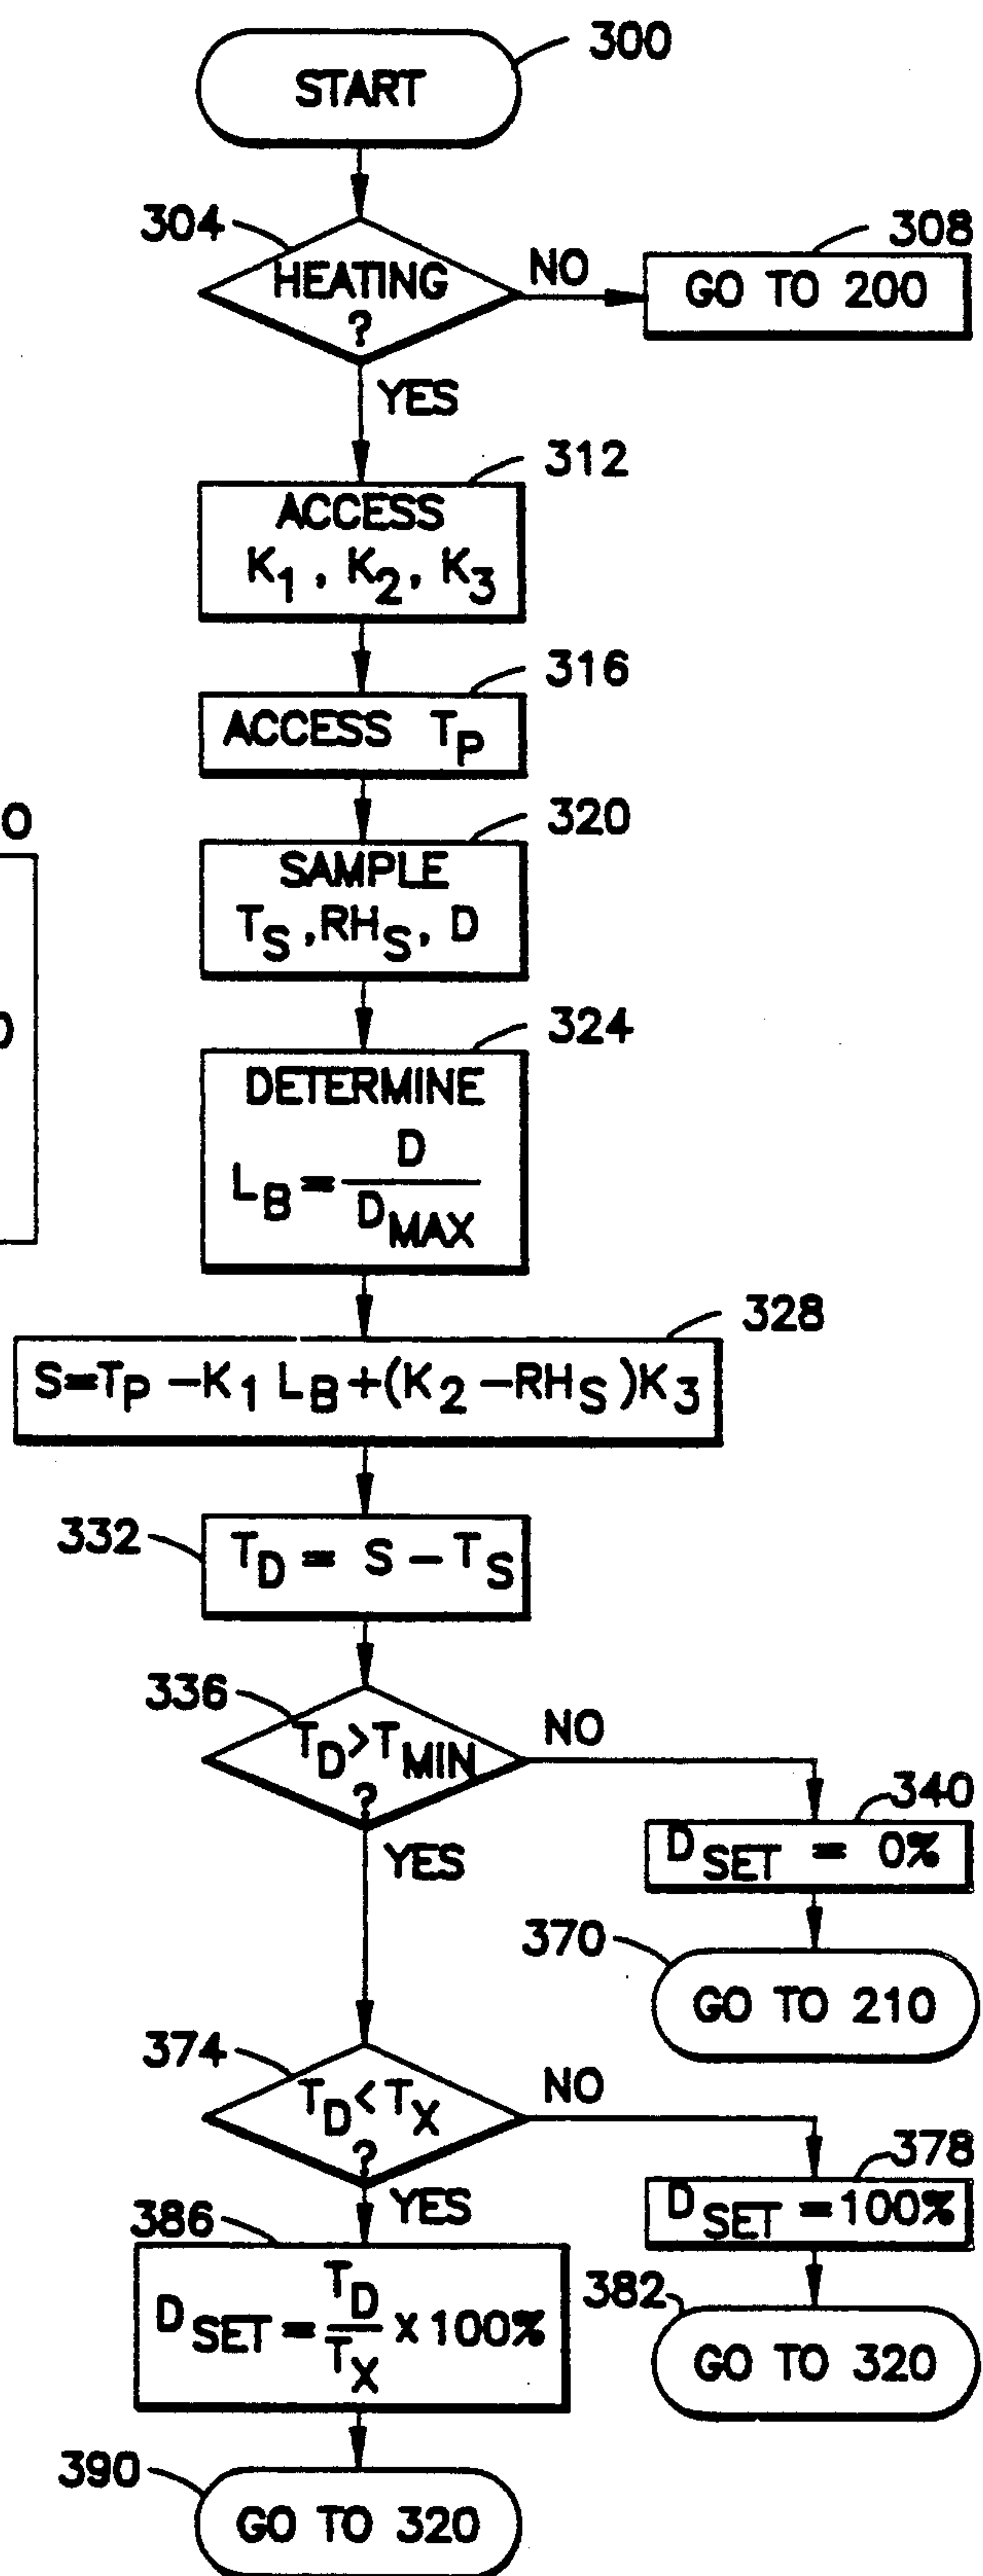 300
START
304
HEATING
?
NO
308
GO TO 200
YES
312
ACCESS
K1, K2, K3
316
ACCESS TP
320
SAMPLE
TS, RHS, D
324
DETERMINE
LB = D / DMAX
328
S=TP -K1 LB+(K2 -RHS)K3
332
TD = S - TS
336
TD>TMIN
?
NO
YES
340
DSET = 0%
370
GO TO 210
374
TD<TX
?
NO
YES
378
DSET =100%
382
GO TO 320
386
DSET = TD / TX x 100%
390
GO TO 320